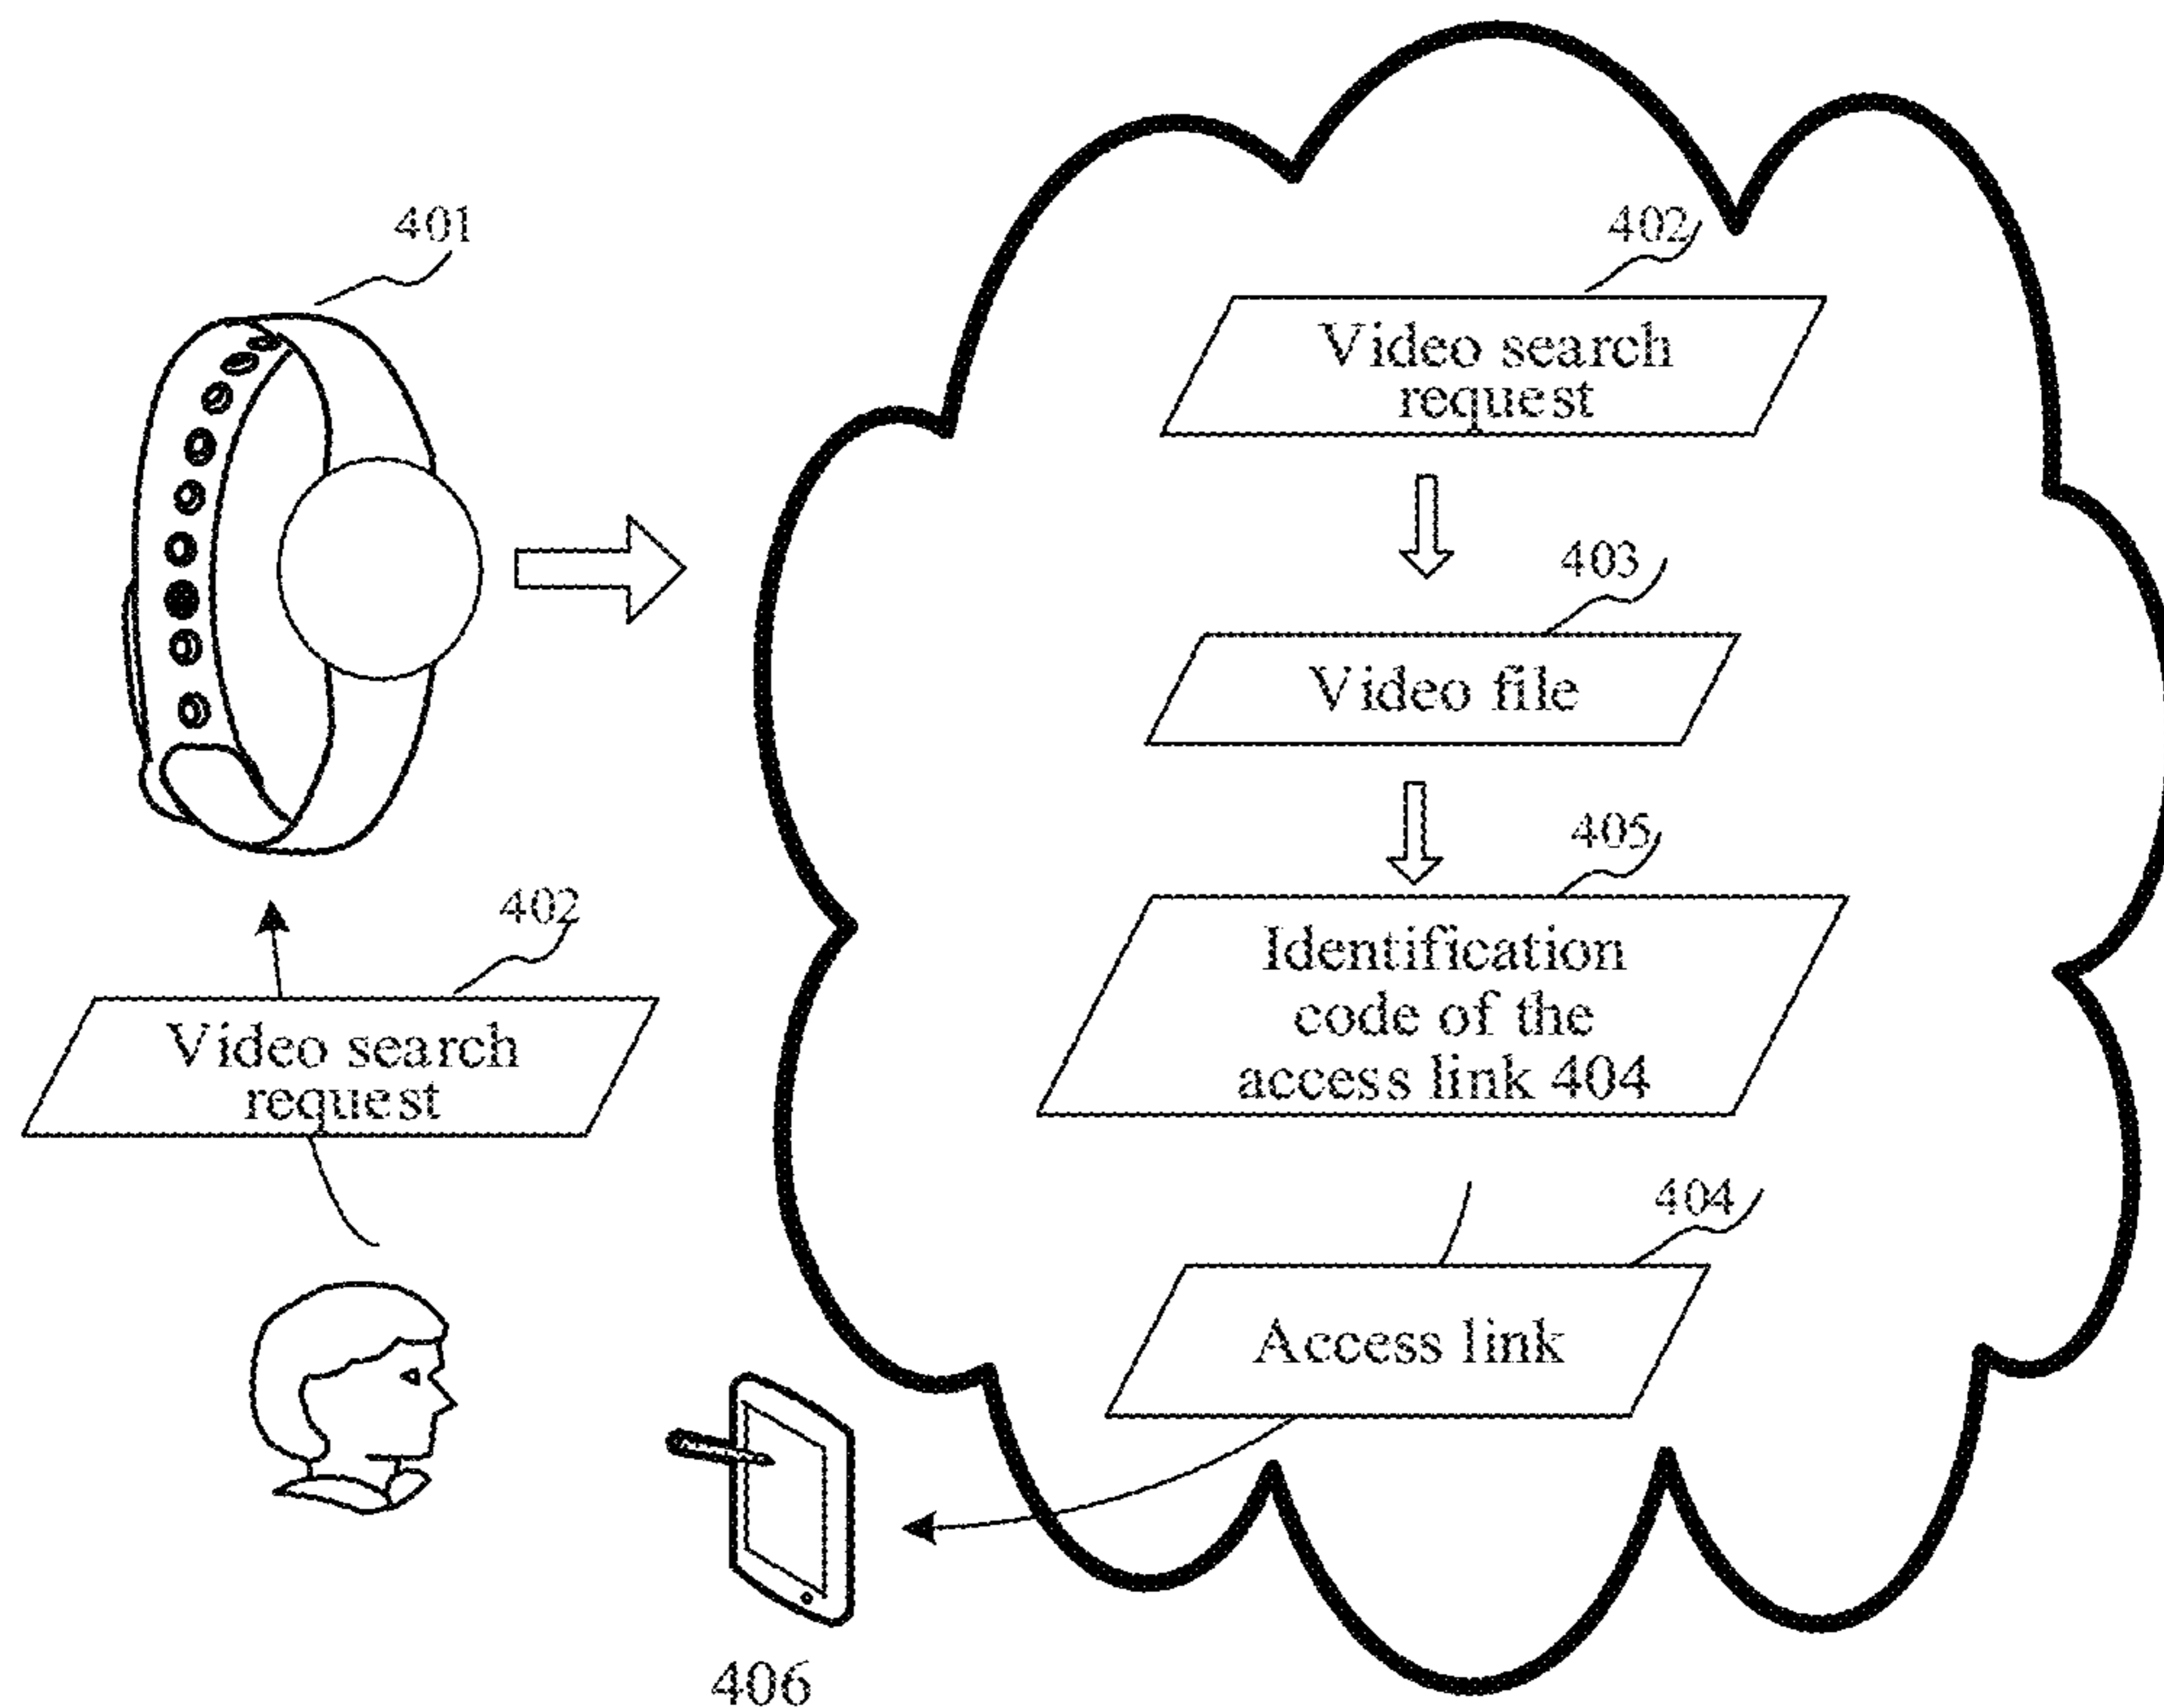 401
402
Video search
request
403
Video file
405
Identification
code of the
access link 404
404
Access link
402
Video search
request
406